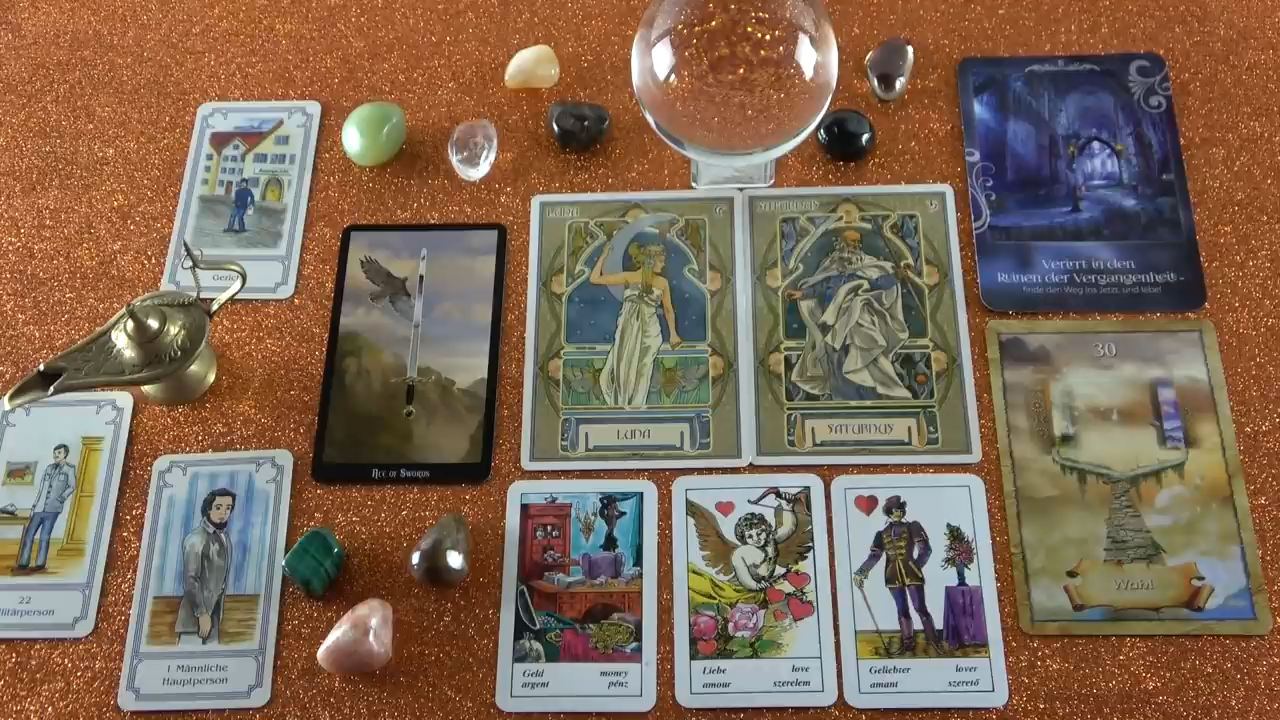 Gerich
22
litärperson
1. Männliche
Hauptperson
Ace of Swords
LUNA
LUNA
SATURNUS
SATURNUS
Verirrt in den
Ruinen der Vergangenheit -
finde den Weg ins Jetzt, und lebe!
30
Wahl
Geld money
argent pénz
Liebe love
amour szerelem
Geliebter lover
amant szerető